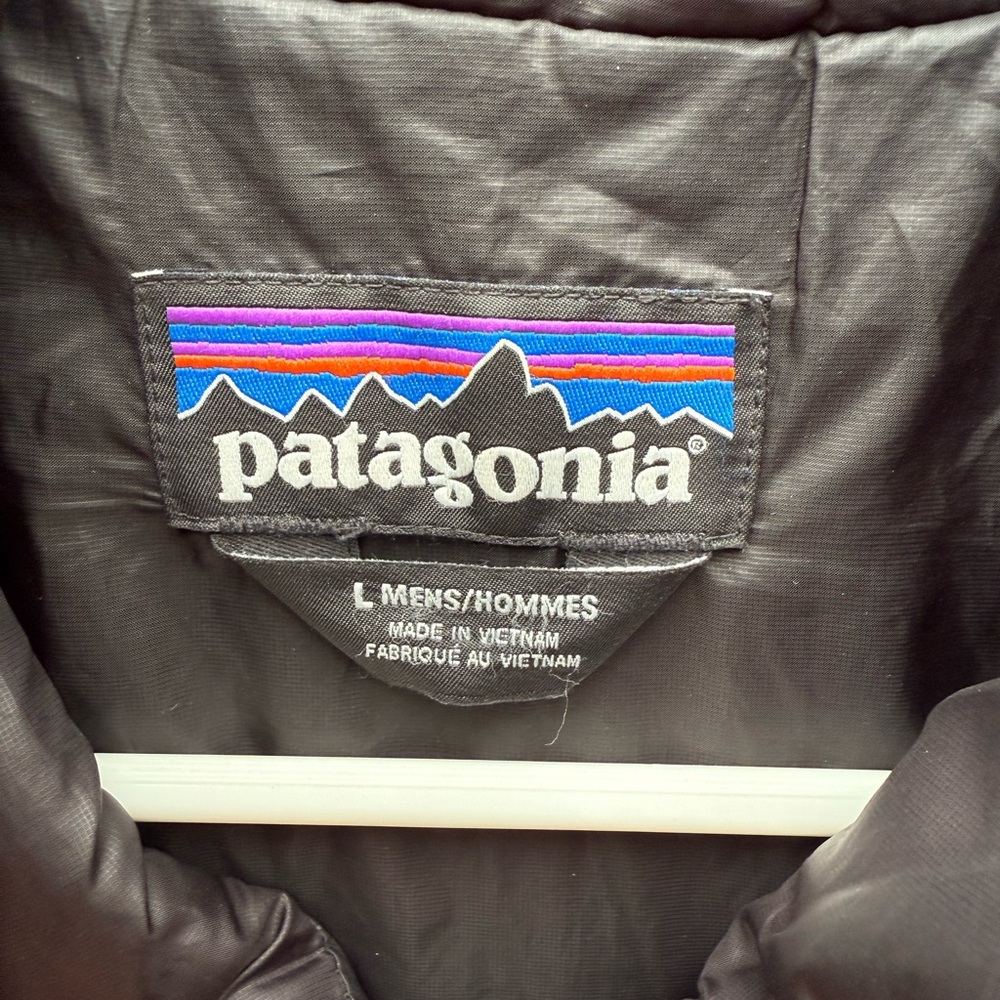 patagonia®
L MENS/HOMMES
MADE IN VIETNAM
FABRIQUÉ AU VIETNAM